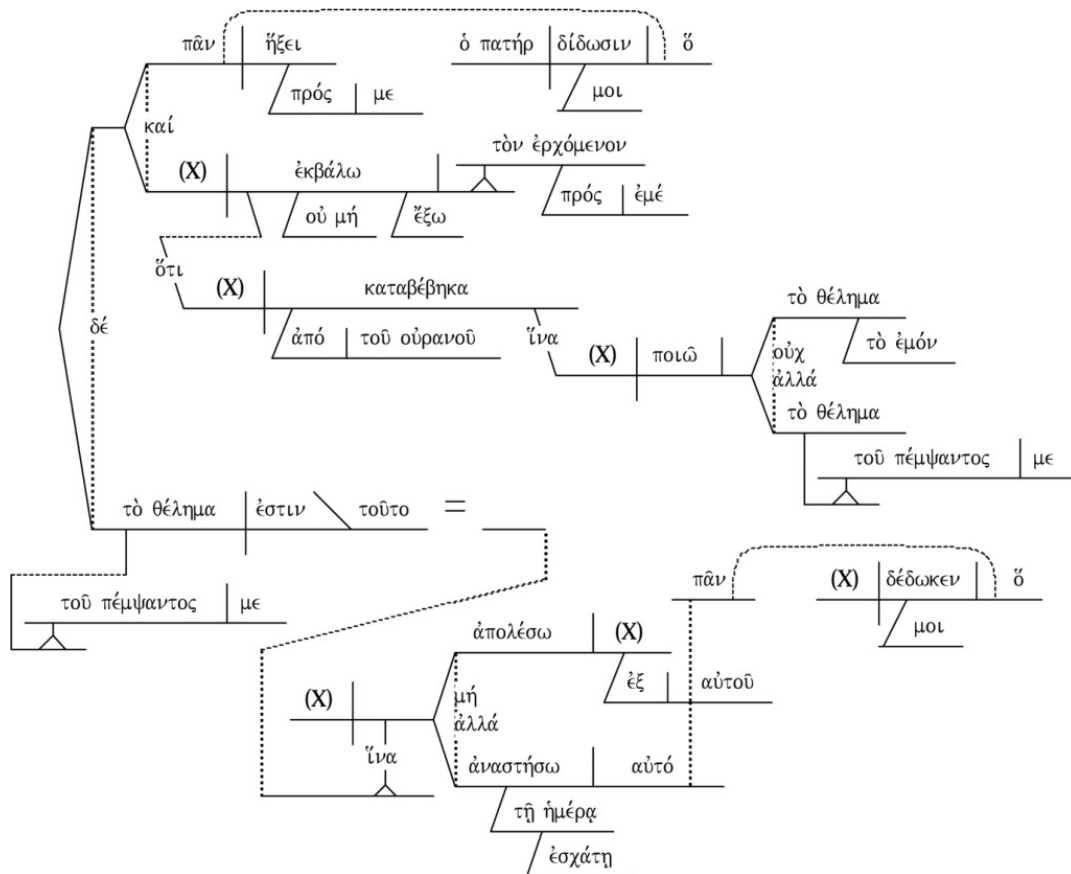 πᾶν ἥξει ὁ πατήρ δίδωσιν ὅ
πρός με μοι
καί
τὸν ἐρχόμενον
(X) ἐκβάλω
πρός ἐμέ
οὐ μή ἔξω
ὅτι
(X) καταβέβηκα
τὸ θέλημα
δέ
ἀπό τοῦ οὐρανοῦ ἵνα
(X) ποιῶ οὐχ τὸ ἐμόν
ἀλλά
τὸ θέλημα
τοῦ πέμψαντος με
τὸ θέλημα ἐστιν τοῦτο =
πᾶν (X) δέδωκεν ὅ
τοῦ πέμψαντος με
μοι
ἀπολέσω (X)
ἐξ αὐτοῦ
(X) μή
ἀλλά
ἵνα
ἀναστήσω αὐτό
τῇ ἡμέρᾳ
ἐσχάτῃ